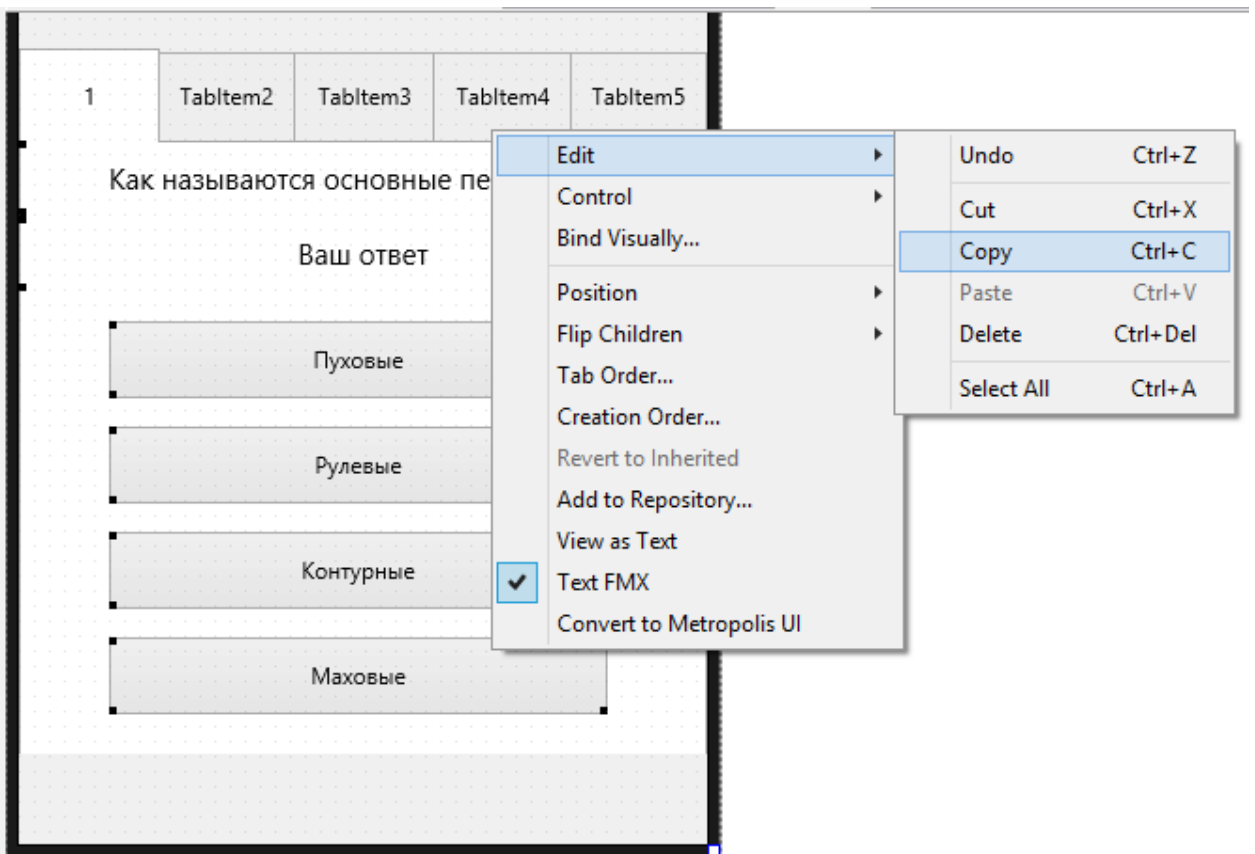 1 TabItem2 TabItem3 TabItem4 TabItem5
Как называются основные пе
Ваш ответ
Пуховые
Рулевые
Контурные
Маховые
Edit
Control
Bind Visually...
Position
Flip Children
Tab Order...
Creation Order...
Revert to Inherited
Add to Repository...
View as Text
Text FMX
Convert to Metropolis UI
Undo Ctrl+Z
Cut Ctrl+X
Copy Ctrl+C
Paste Ctrl+V
Delete Ctrl+Del
Select All Ctrl+A